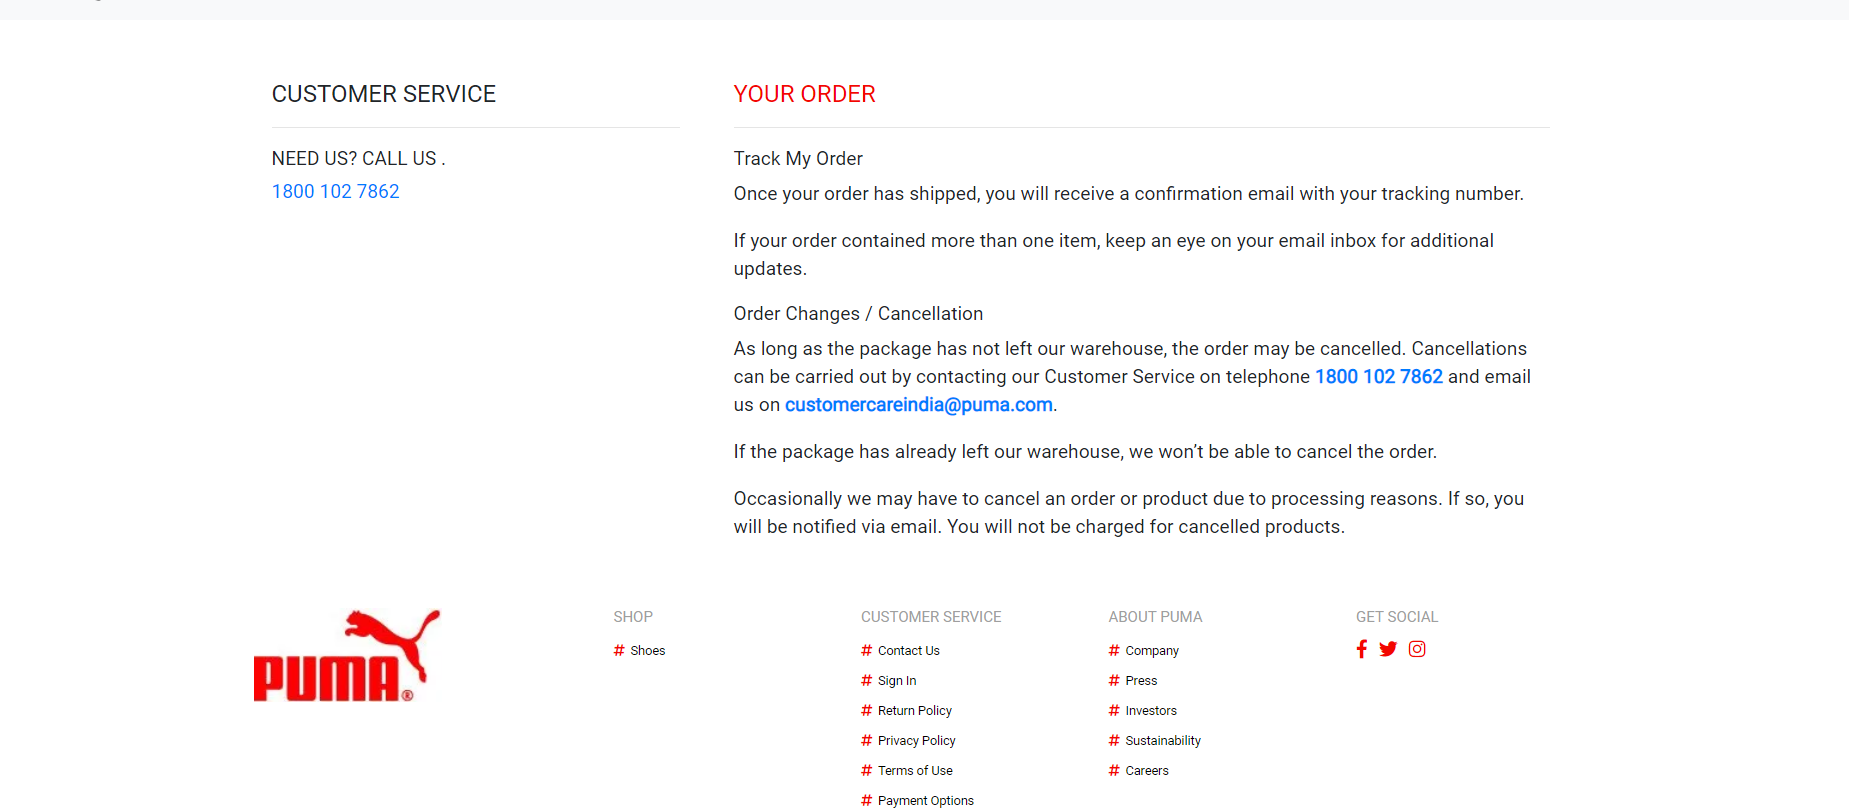 CUSTOMER SERVICE
NEED US? CALL US .
1800 102 7862
YOUR ORDER
Track My Order
Once your order has shipped, you will receive a confirmation email with your tracking number.
If your order contained more than one item, keep an eye on your email inbox for additional
updates.
Order Changes / Cancellation
As long as the package has not left our warehouse, the order may be cancelled. Cancellations
can be carried out by contacting our Customer Service on telephone 1800 102 7862 and email
us on customercareindia@puma.com.
If the package has already left our warehouse, we won’t be able to cancel the order.
Occasionally we may have to cancel an order or product due to processing reasons. If so, you
will be notified via email. You will not be charged for cancelled products.
PUMA®
SHOP
# Shoes
CUSTOMER SERVICE
# Contact Us
# Sign In
# Return Policy
# Privacy Policy
# Terms of Use
# Payment Options
ABOUT PUMA
# Company
# Press
# Investors
# Sustainability
# Careers
GET SOCIAL